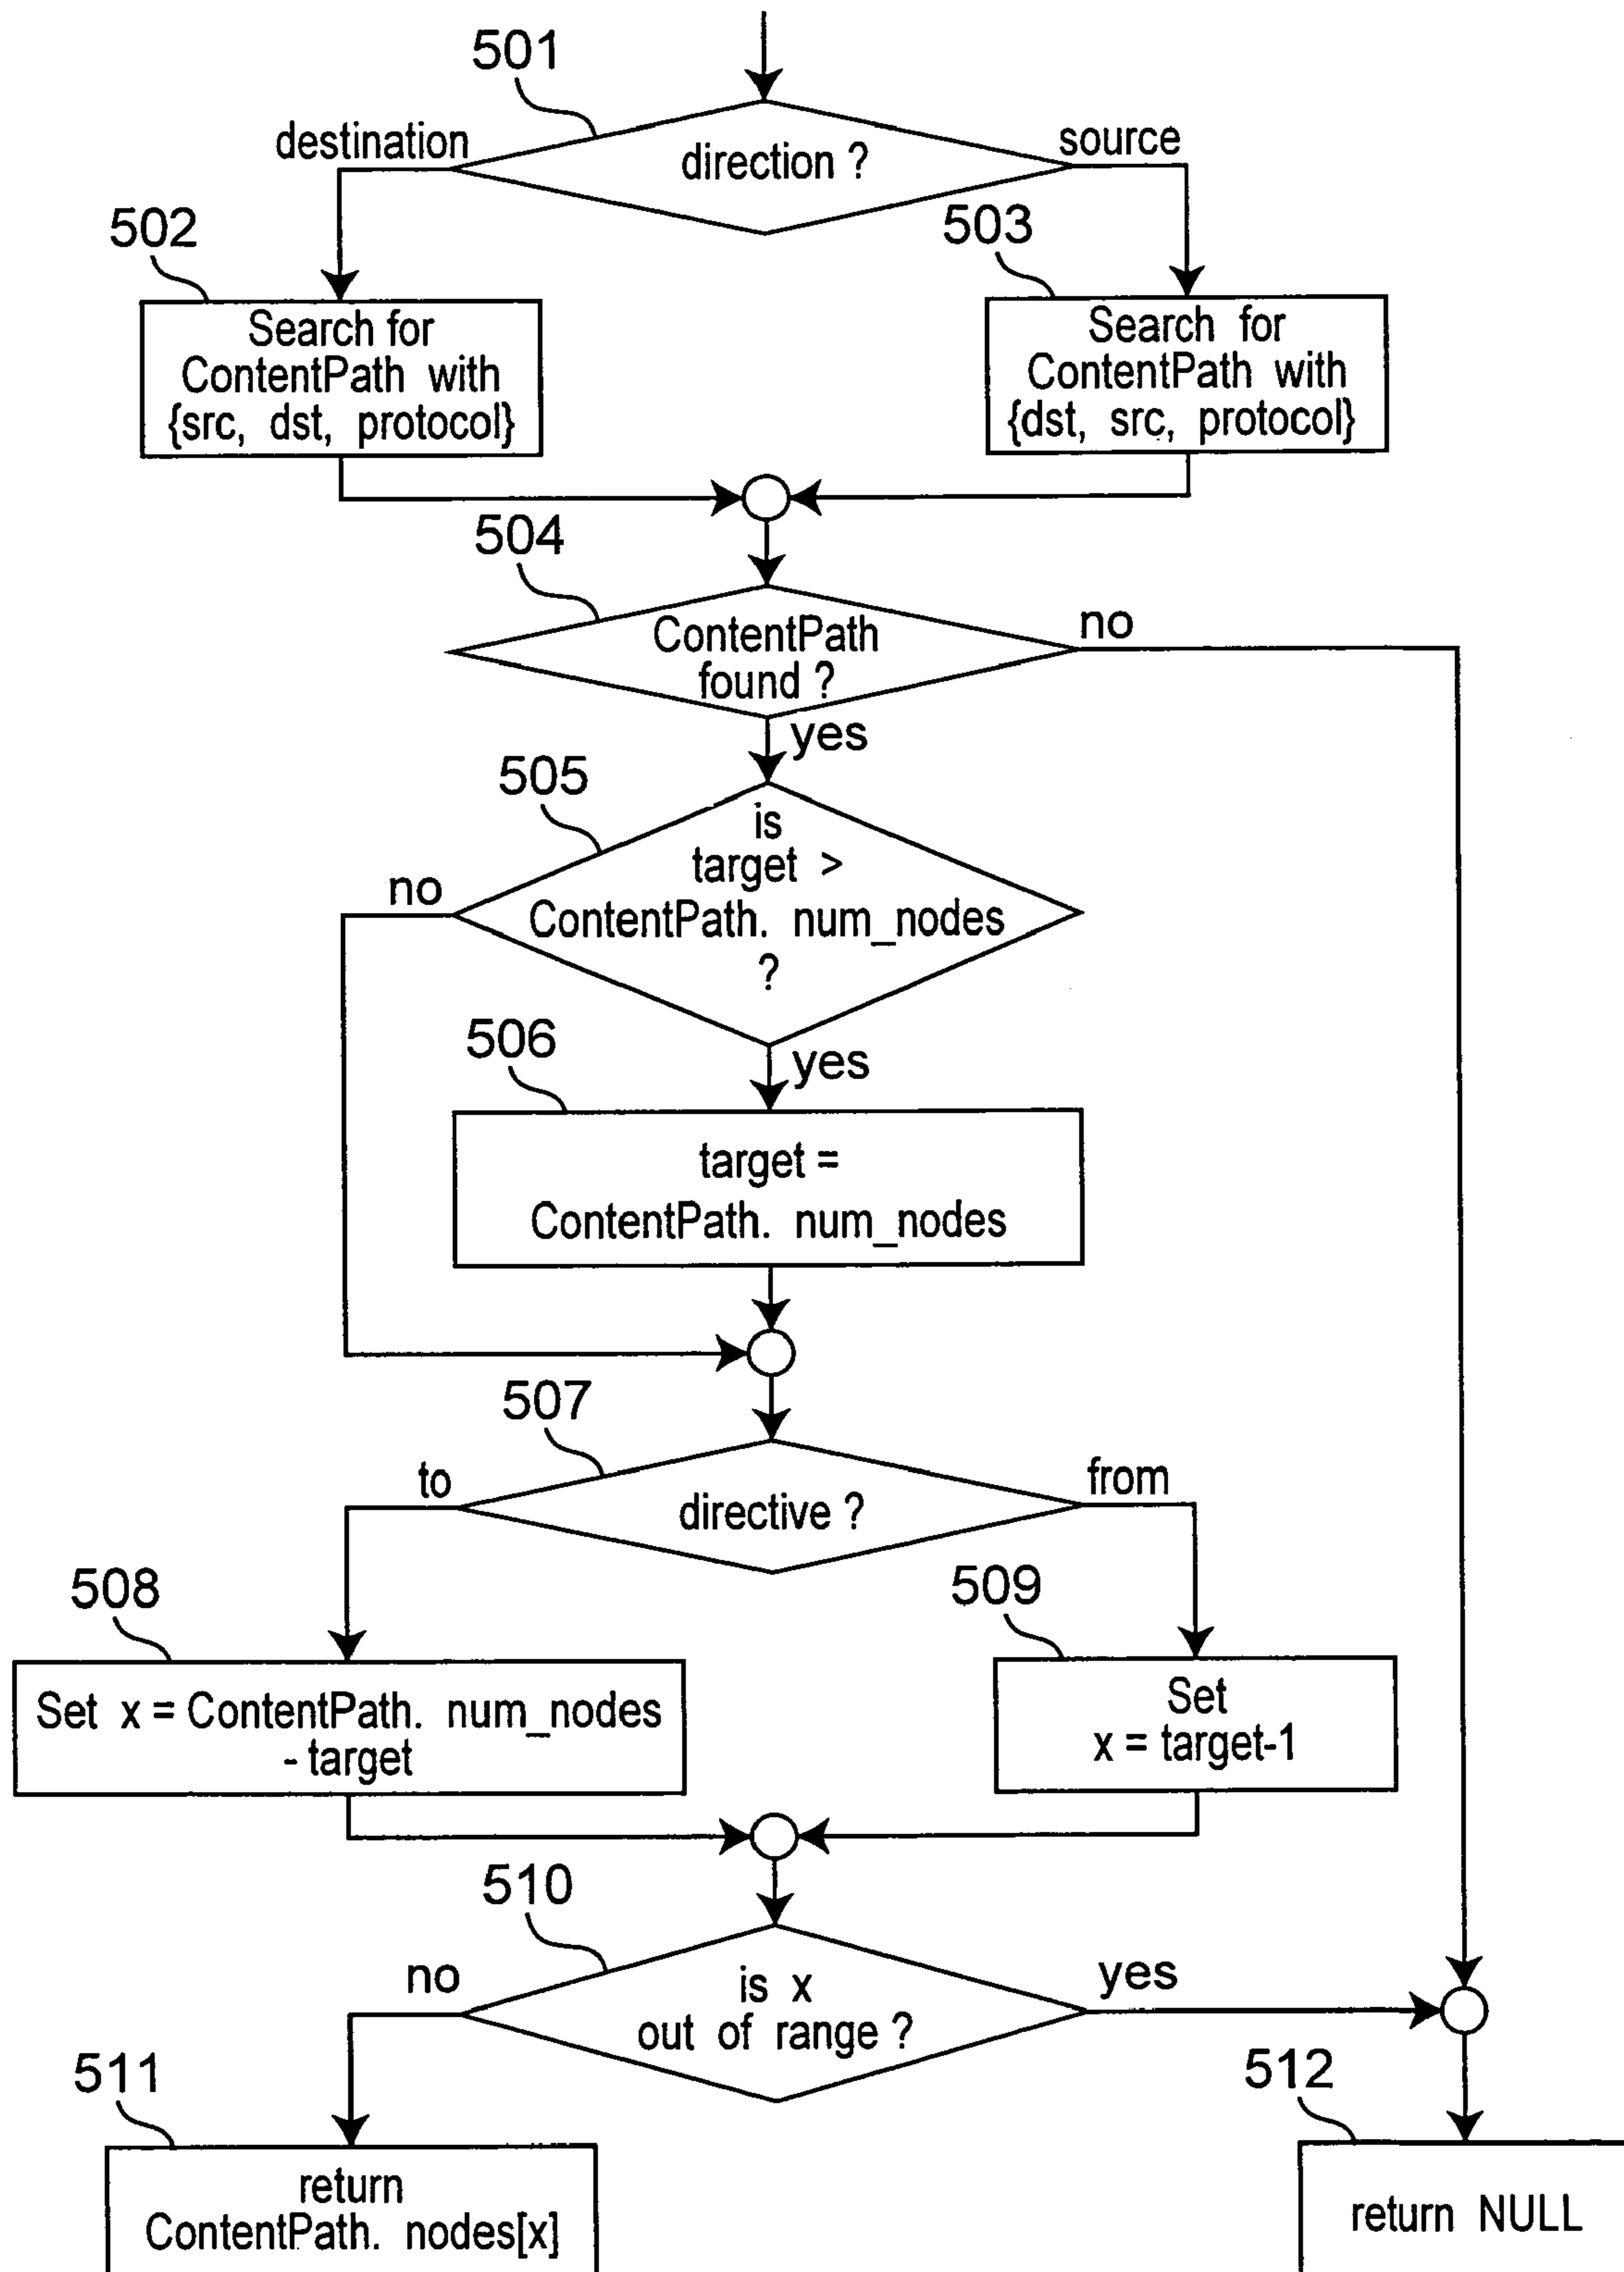 501
destination
direction ?
source
502
503
Search for
ContentPath with
{src, dst, protocol}
Search for
ContentPath with
{dst, src, protocol}
504
ContentPath
found ?
no
yes
505
is
target >
ContentPath. num_nodes
?
no
506
yes
target =
ContentPath. num_nodes
507
to
directive ?
from
508
509
Set x = ContentPath. num_nodes
- target
Set
x = target-1
510
no
is x
out of range ?
yes
511
512
return
ContentPath. nodes[x]
return NULL